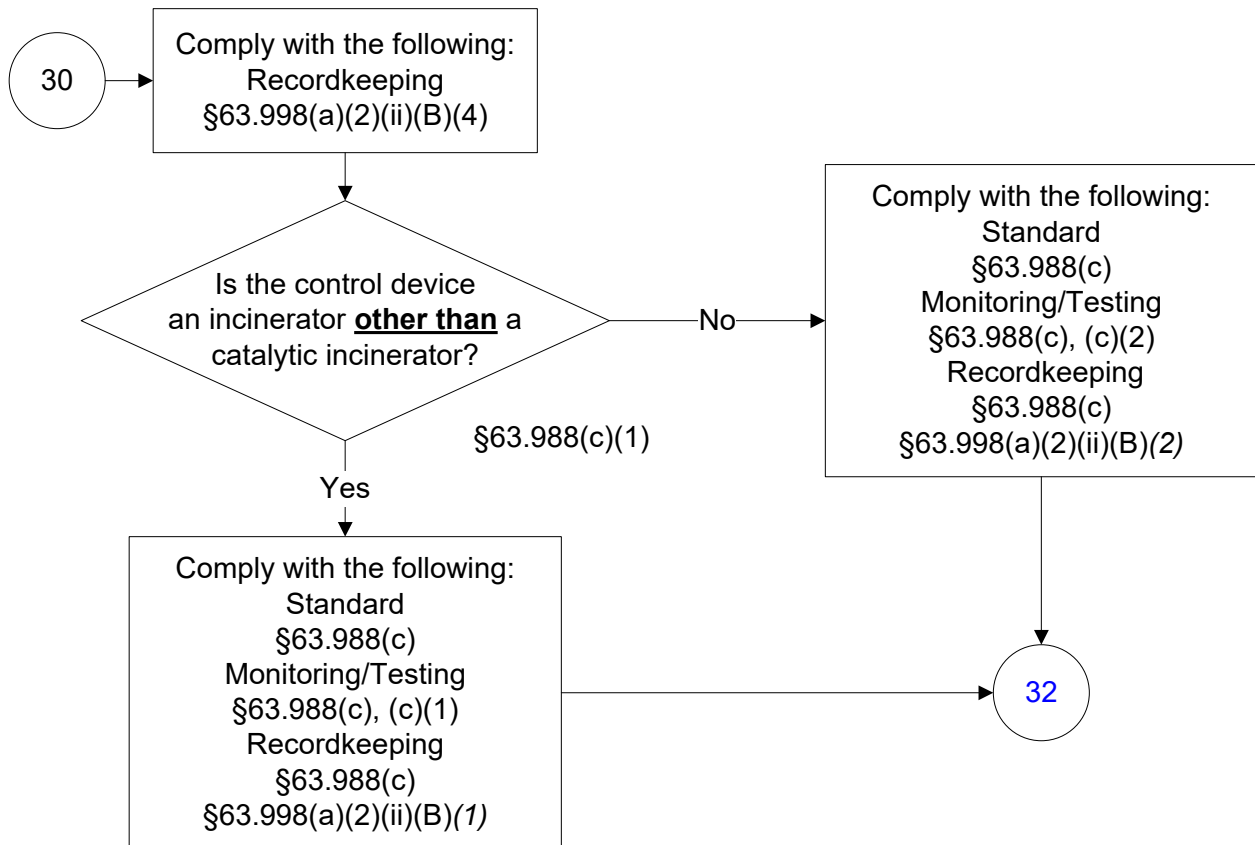 30
Comply with the following:
Recordkeeping
§63.998(a)(2)(ii)(B)(4)
Is the control device
an incinerator other than a
catalytic incinerator?
No
Comply with the following:
Standard
§63.988(c)
Monitoring/Testing
§63.988(c), (c)(2)
Recordkeeping
§63.988(c)
§63.998(a)(2)(ii)(B)(2)
§63.988(c)(1)
Yes
Comply with the following:
Standard
§63.988(c)
Monitoring/Testing
§63.988(c), (c)(1)
Recordkeeping
§63.988(c)
§63.998(a)(2)(ii)(B)(1)
32